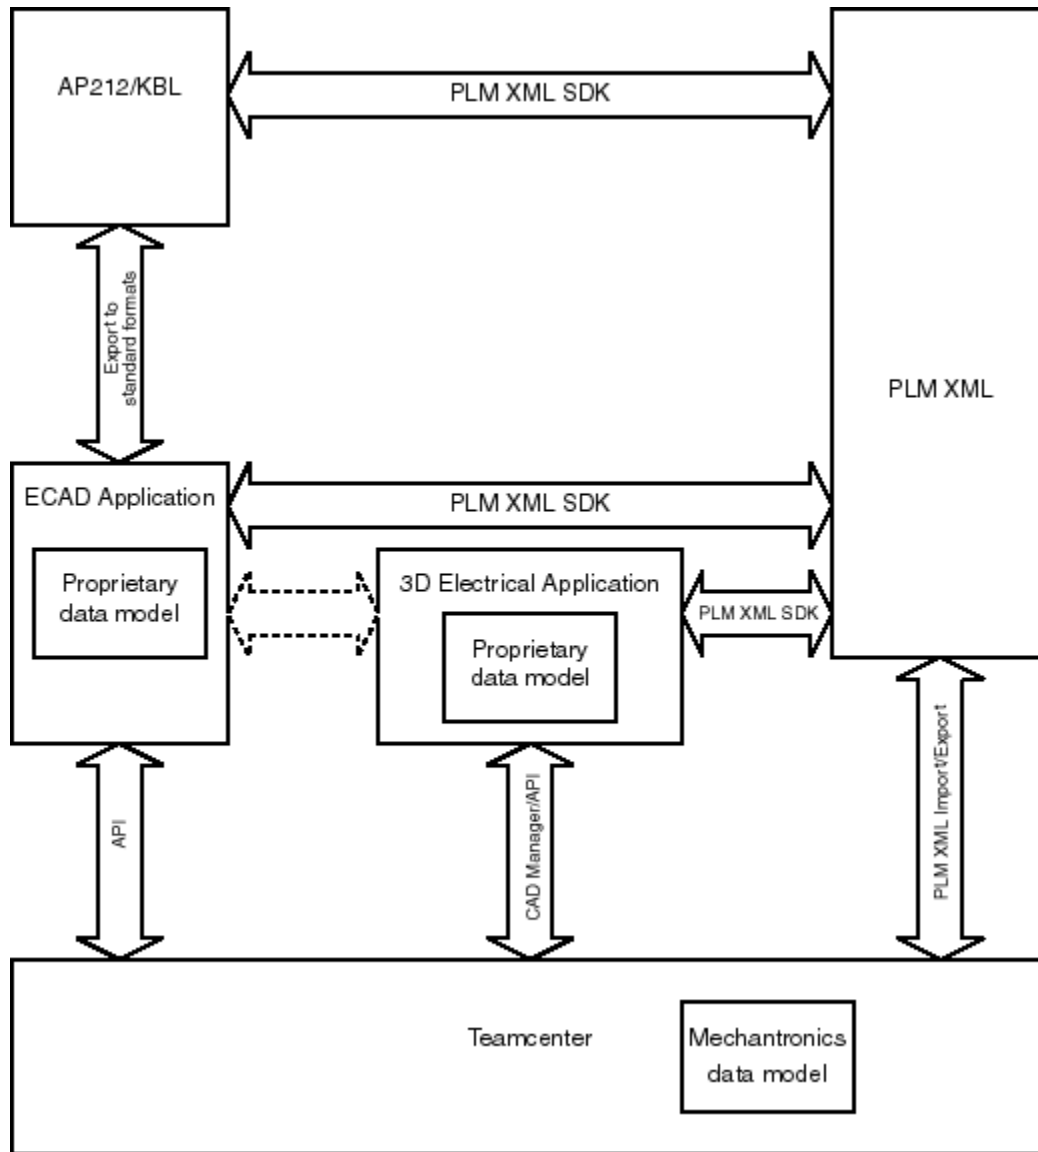 AP212/KBL
PLM XML SDK
Export to
standard formats
PLM XML
ECAD Application
PLM XML SDK
Proprietary
data model
3D Electrical Application
PLM XML SDK
Proprietary
data model
API
CAD Manager/API
PLM XML Import/Export
Teamcenter
Mechantronics
data model